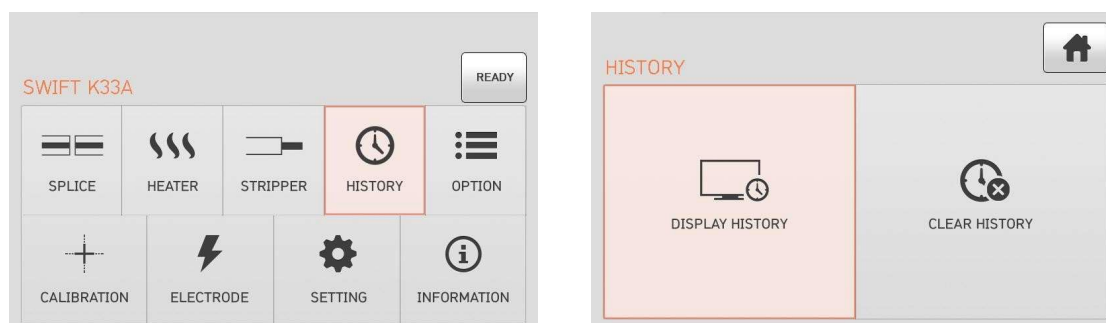 READY
SWIFT K33A
SPLICE HEATER STRIPPER HISTORY OPTION
CALIBRATION ELECTRODE SETTING INFORMATION
HISTORY
DISPLAY HISTORY CLEAR HISTORY